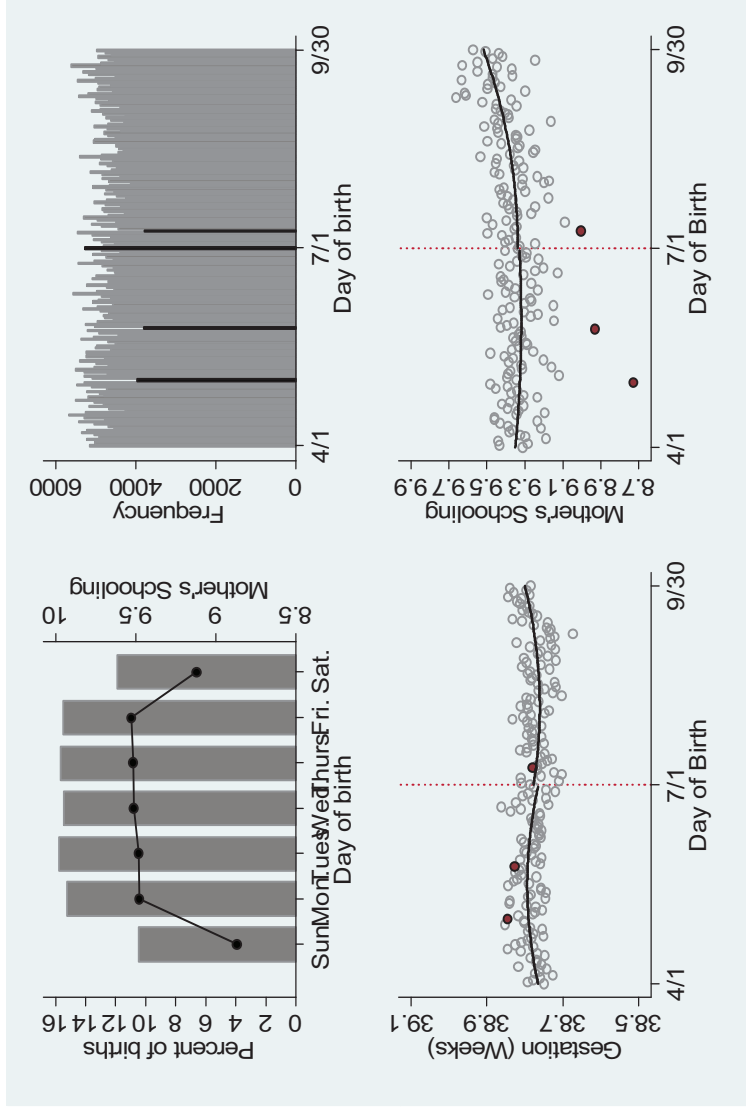 Percent of births
0 2 4 6 8 10 12 14 16
Sun. Mon. Tues. Wed. Thurs. Fri. Sat.
Day of birth
8.5 9 9.5 10
Mother's Schooling
Frequency
0 2000 4000 6000
4/1 7/1 9/30
Day of birth
Gestation (Weeks)
38.5 38.7 38.9 39.1
4/1 7/1 9/30
Day of Birth
Mother's Schooling
8.7 8.9 9.1 9.3 9.5 9.7 9.9
4/1 7/1 9/30
Day of Birth